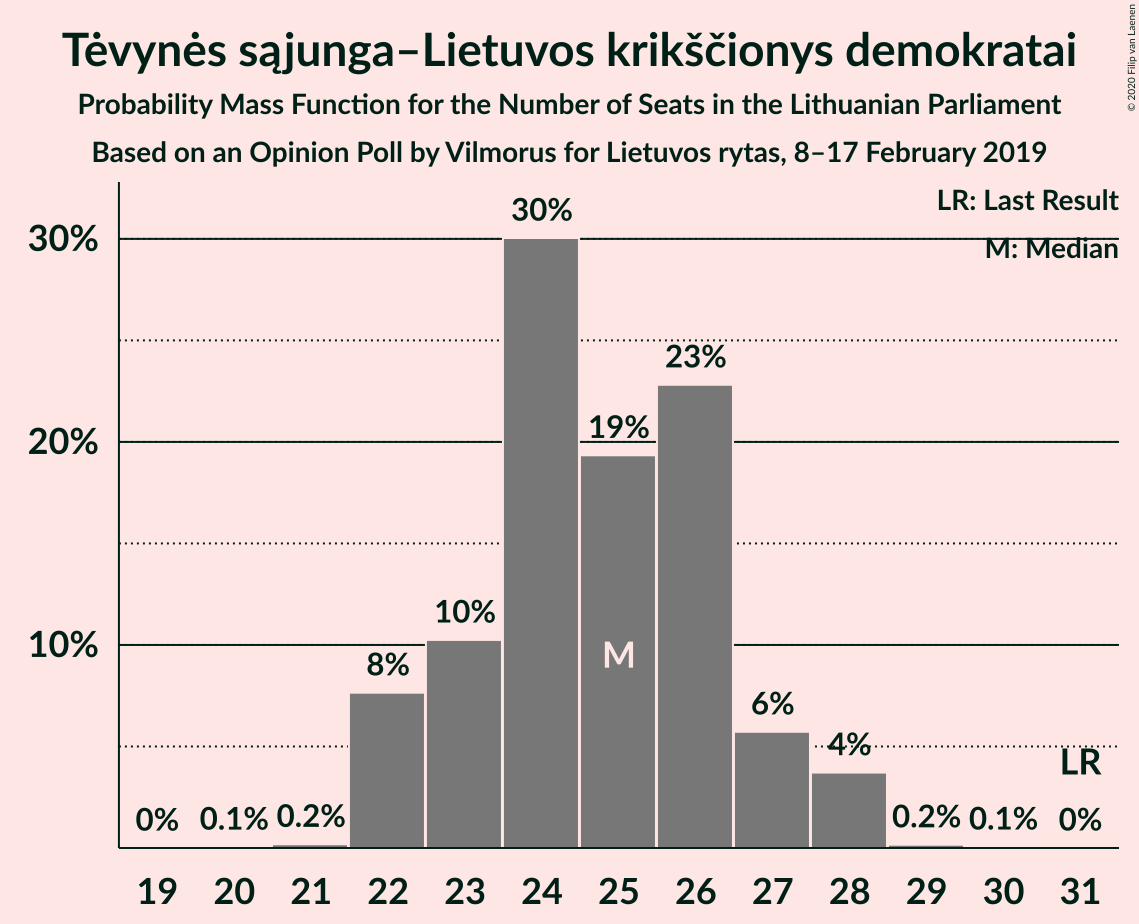 Tėvynės sąjunga–Lietuvos krikščionys demokratai
Probability Mass Function for the Number of Seats in the Lithuanian Parliament
Based on an Opinion Poll by Vilmorus for Lietuvos rytas, 8–17 February 2019
© 2020 Filip van Laenen
LR: Last Result
M: Median
30%
20%
10%
0% 0.1% 0.2% 8% 10% 30% 19% 23% 6% 4% 0.2% 0.1% 0%
M
LR
19 20 21 22 23 24 25 26 27 28 29 30 31